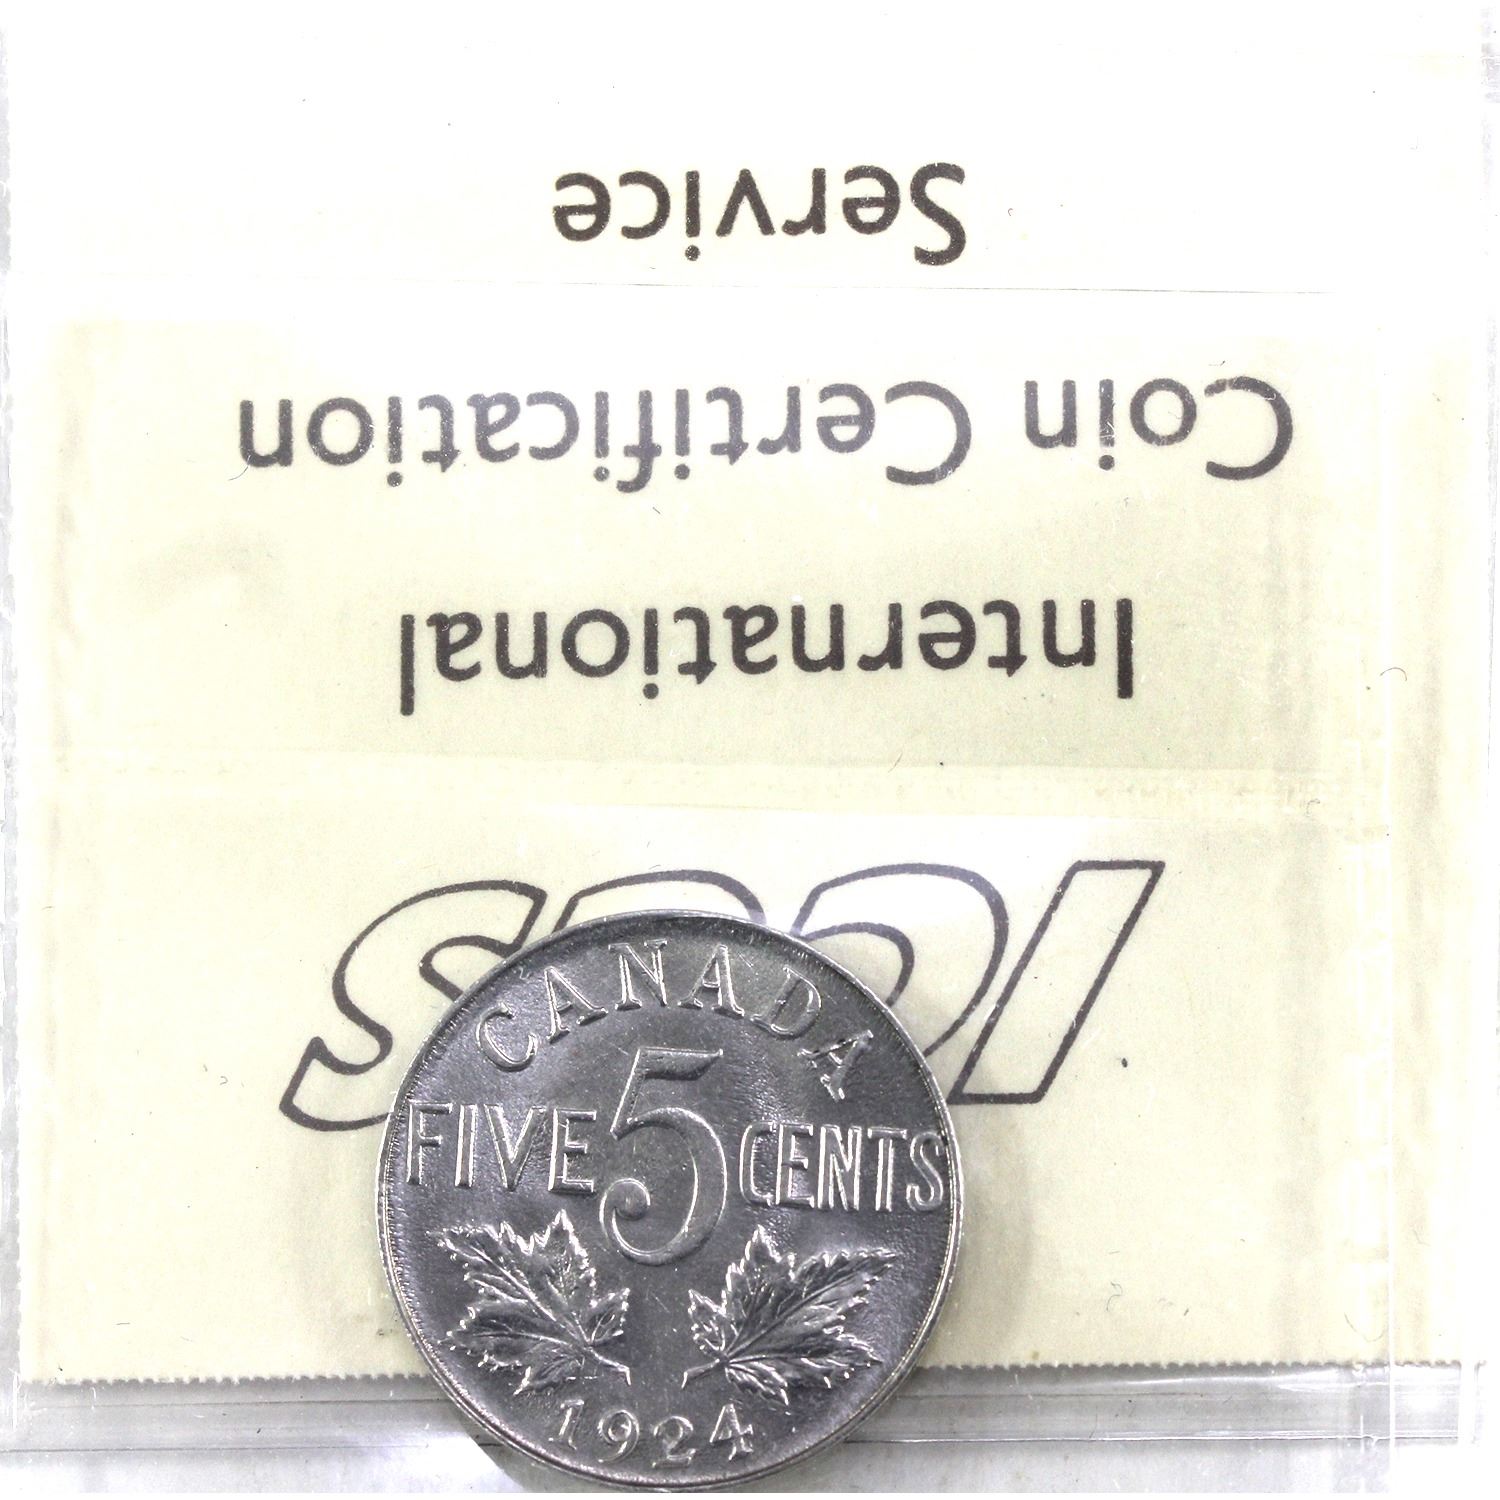 ICCS
International
Coin Certification
Service
CANADA
FIVE 5 CENTS
1924